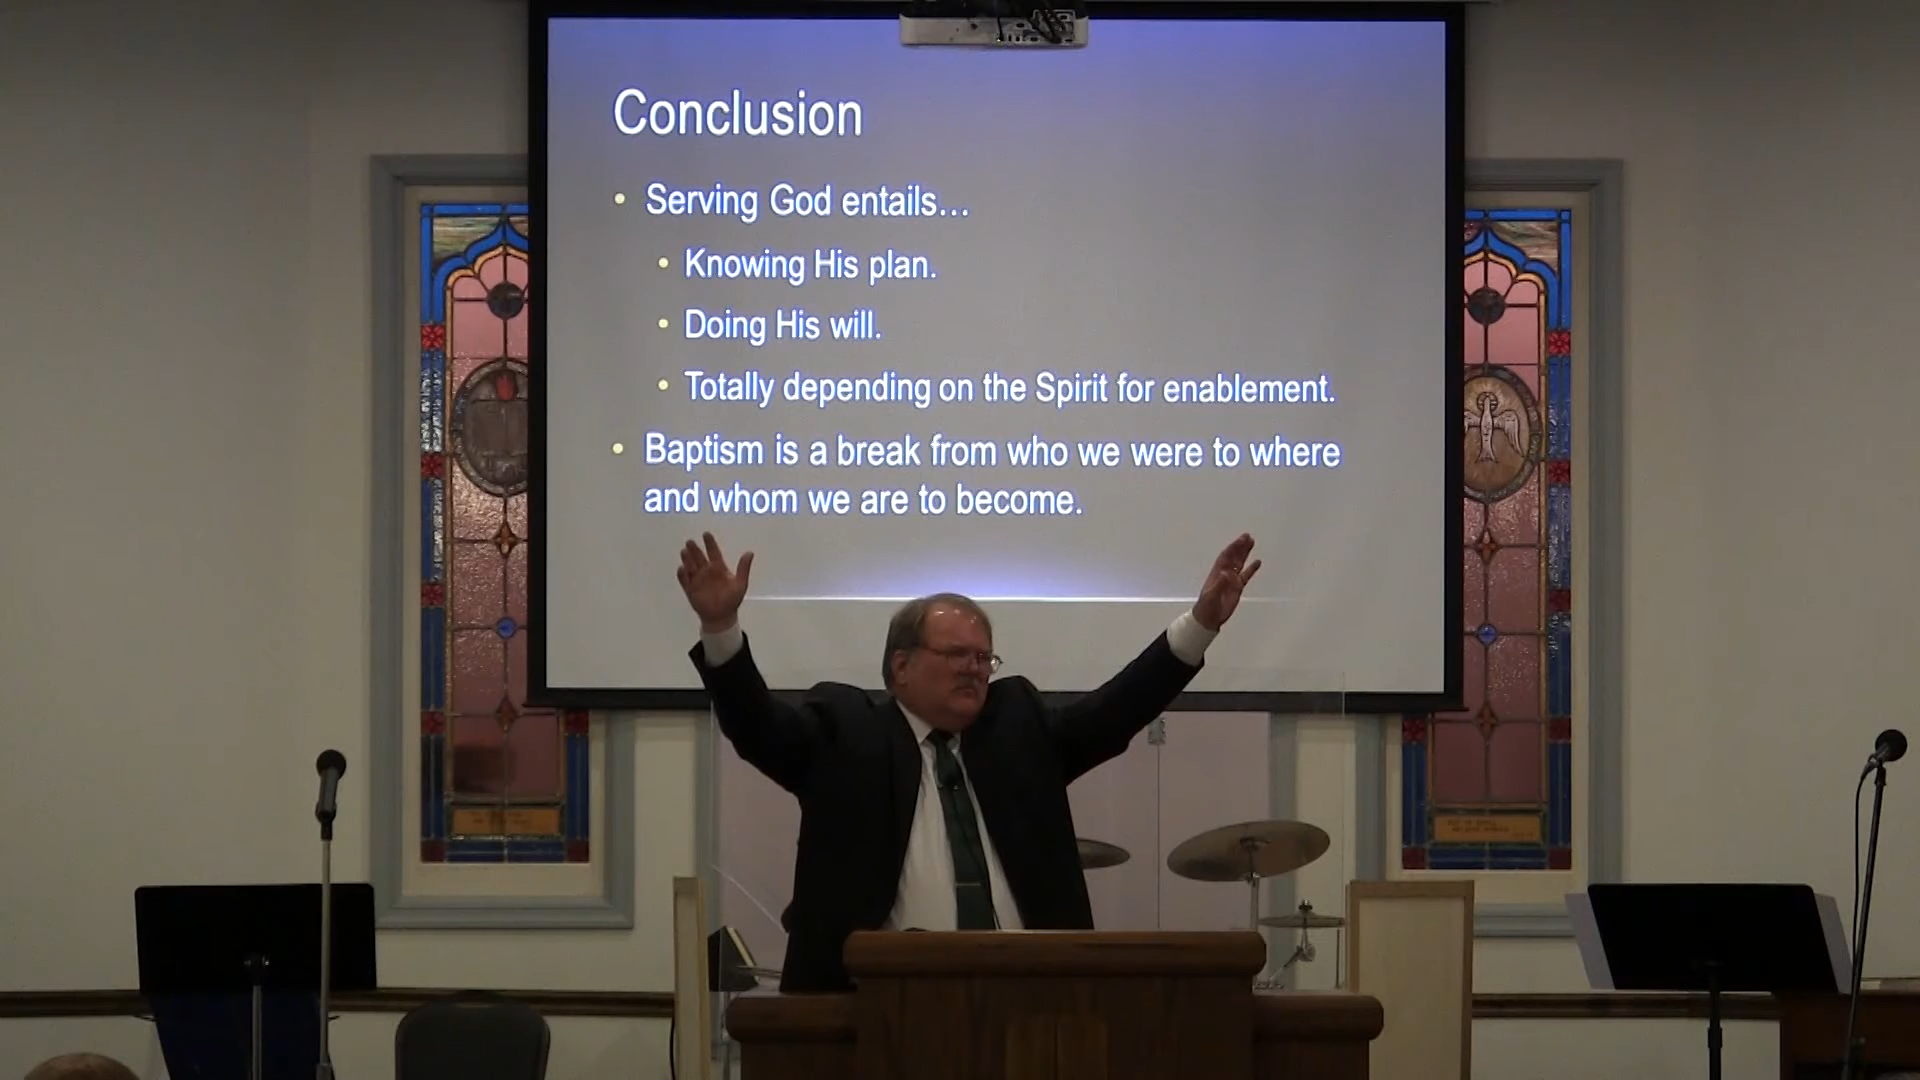 Conclusion
• Serving God entails…
• Knowing His plan.
• Doing His will.
• Totally depending on the Spirit for enablement.
• Baptism is a break from who we were to where
and whom we are to become.